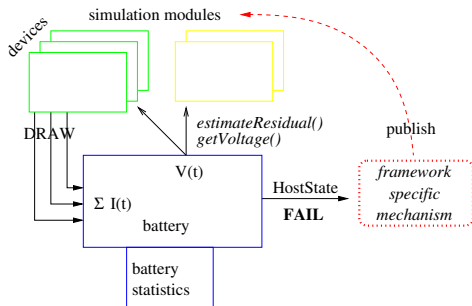 simulation modules
devices
publish
estimateResidual()
getVoltage()
DRAW
V(t)
HostState
framework
specific
mechanism
Σ I(t)
FAIL
battery
battery
statistics